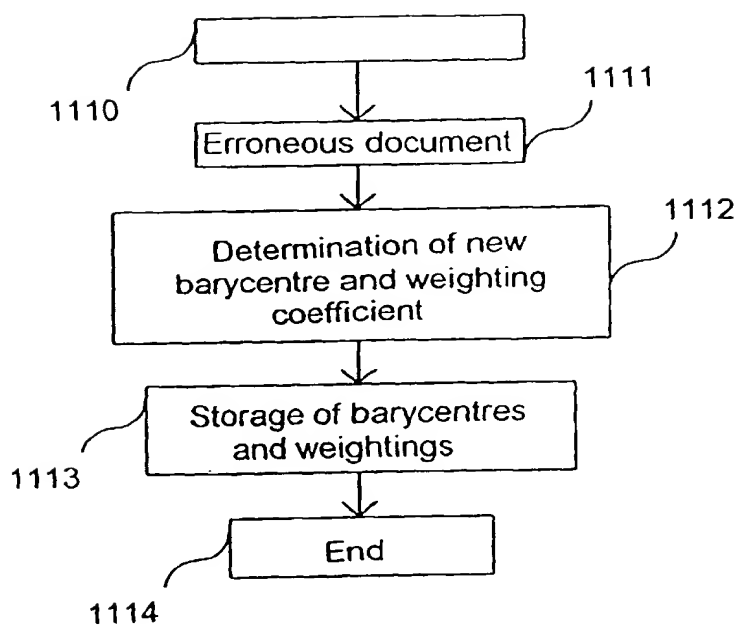 1110
1111
Erroneous document
1112
Determination of new
barycentre and weighting
coefficient
Storage of barycentres
and weightings
1113
End
1114